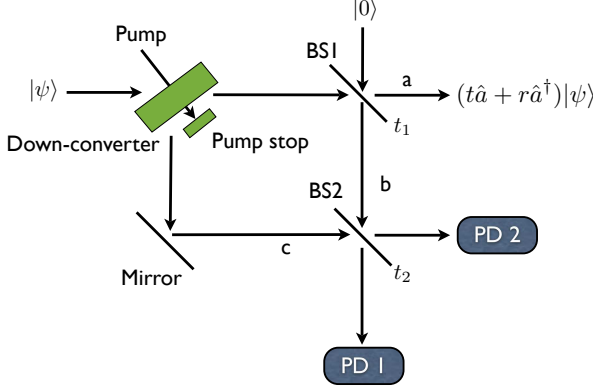 |0⟩
Pump
BS1
|ψ⟩
a
(tâ + râ†)|ψ⟩
Down-converter
Pump stop
t₁
b
BS2
PD 2
c
Mirror
t₂
PD 1